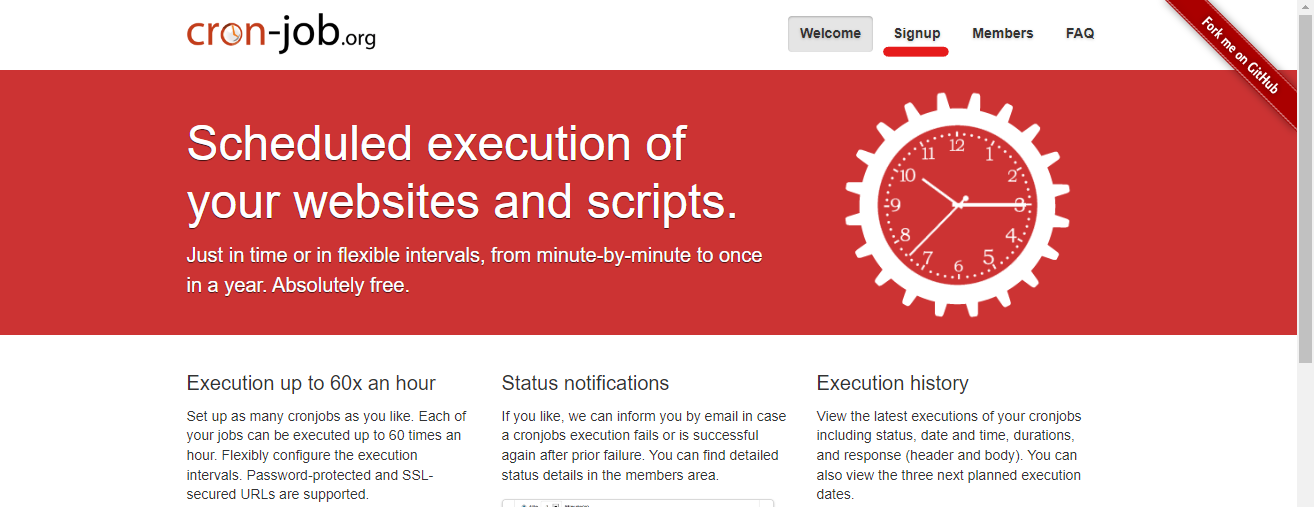 cron-job.org
Welcome
Signup
Members
FAQ
Fork me on GitHub
Scheduled execution of
your websites and scripts.
Just in time or in flexible intervals, from minute-by-minute to once
in a year. Absolutely free.
12
1
2
3
4
5
6
7
8
9
10
11
Execution up to 60x an hour
Set up as many cronjobs as you like. Each of
your jobs can be executed up to 60 times an
hour. Flexibly configure the execution
intervals. Password-protected and SSL-
secured URLs are supported.
Status notifications
If you like, we can inform you by email in case
a cronjobs execution fails or is successful
again after prior failure. You can find detailed
status details in the members area.
Execution history
View the latest executions of your cronjobs
including status, date and time, durations,
and response (header and body). You can
also view the three next planned execution
dates.